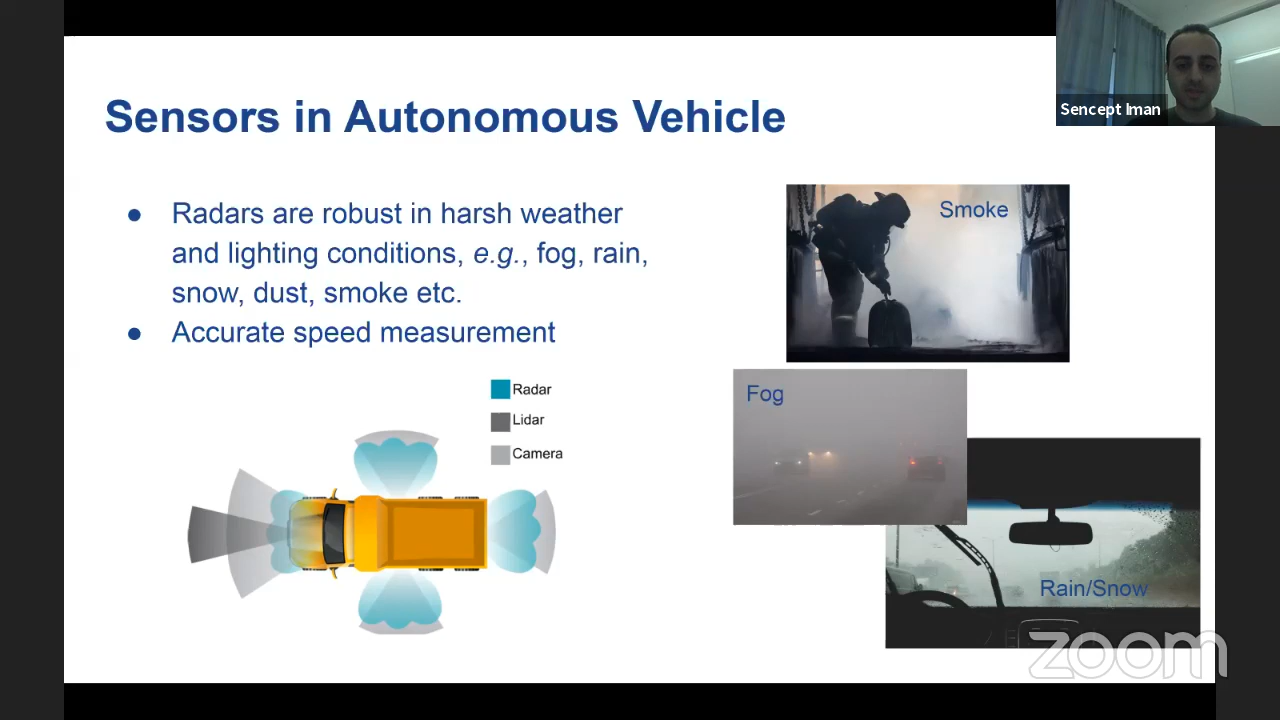 Sensors in Autonomous Vehicle
Sencept Iman
● Radars are robust in harsh weather
and lighting conditions, e.g., fog, rain,
snow, dust, smoke etc.
● Accurate speed measurement
Radar
Lidar
Camera
Smoke
Fog
Rain/Snow
zoom